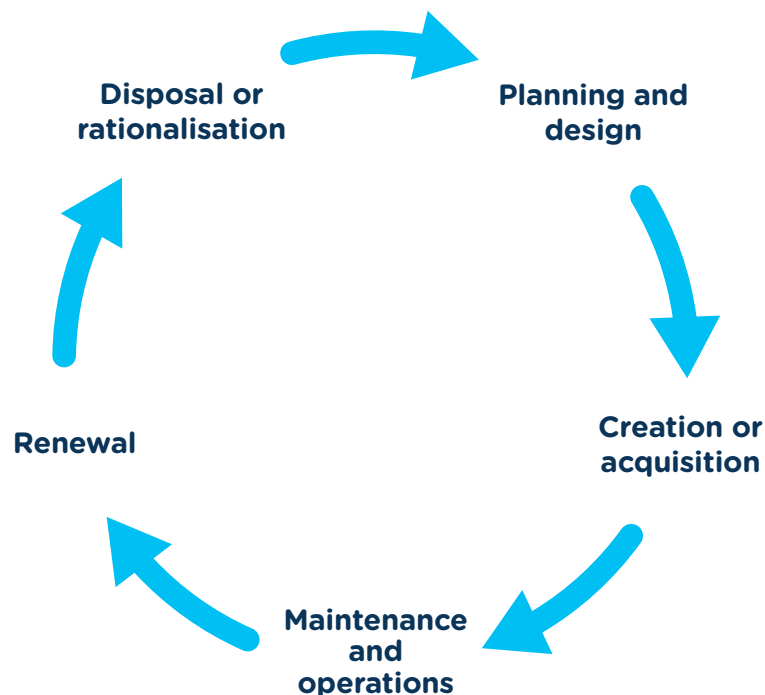 Disposal or
rationalisation
Planning and
design
Creation or
acquisition
Maintenance
and
operations
Renewal